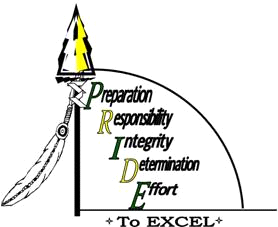 Preparation
Responsibility
Integrity
Determination
Effort
To EXCEL